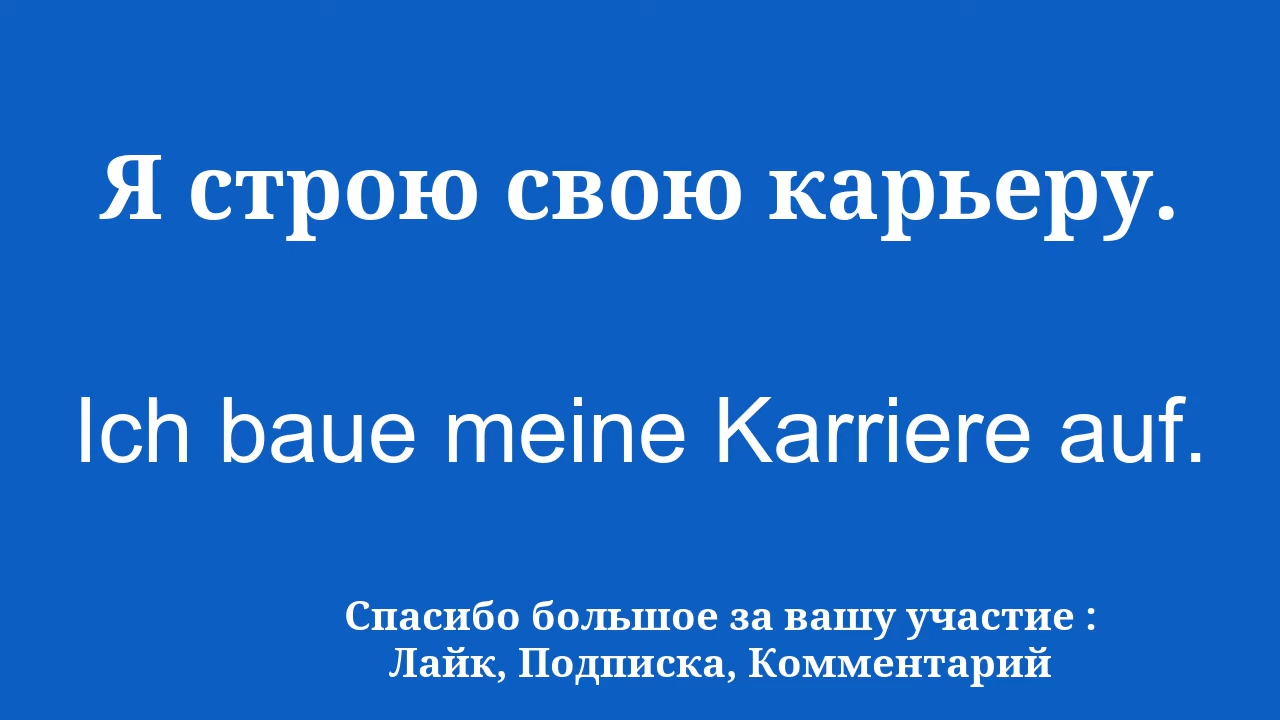 Я строю свою карьеру.
Ich baue meine Karriere auf.
Спасибо большое за вашу участие :
Лайк, Подписка, Комментарий